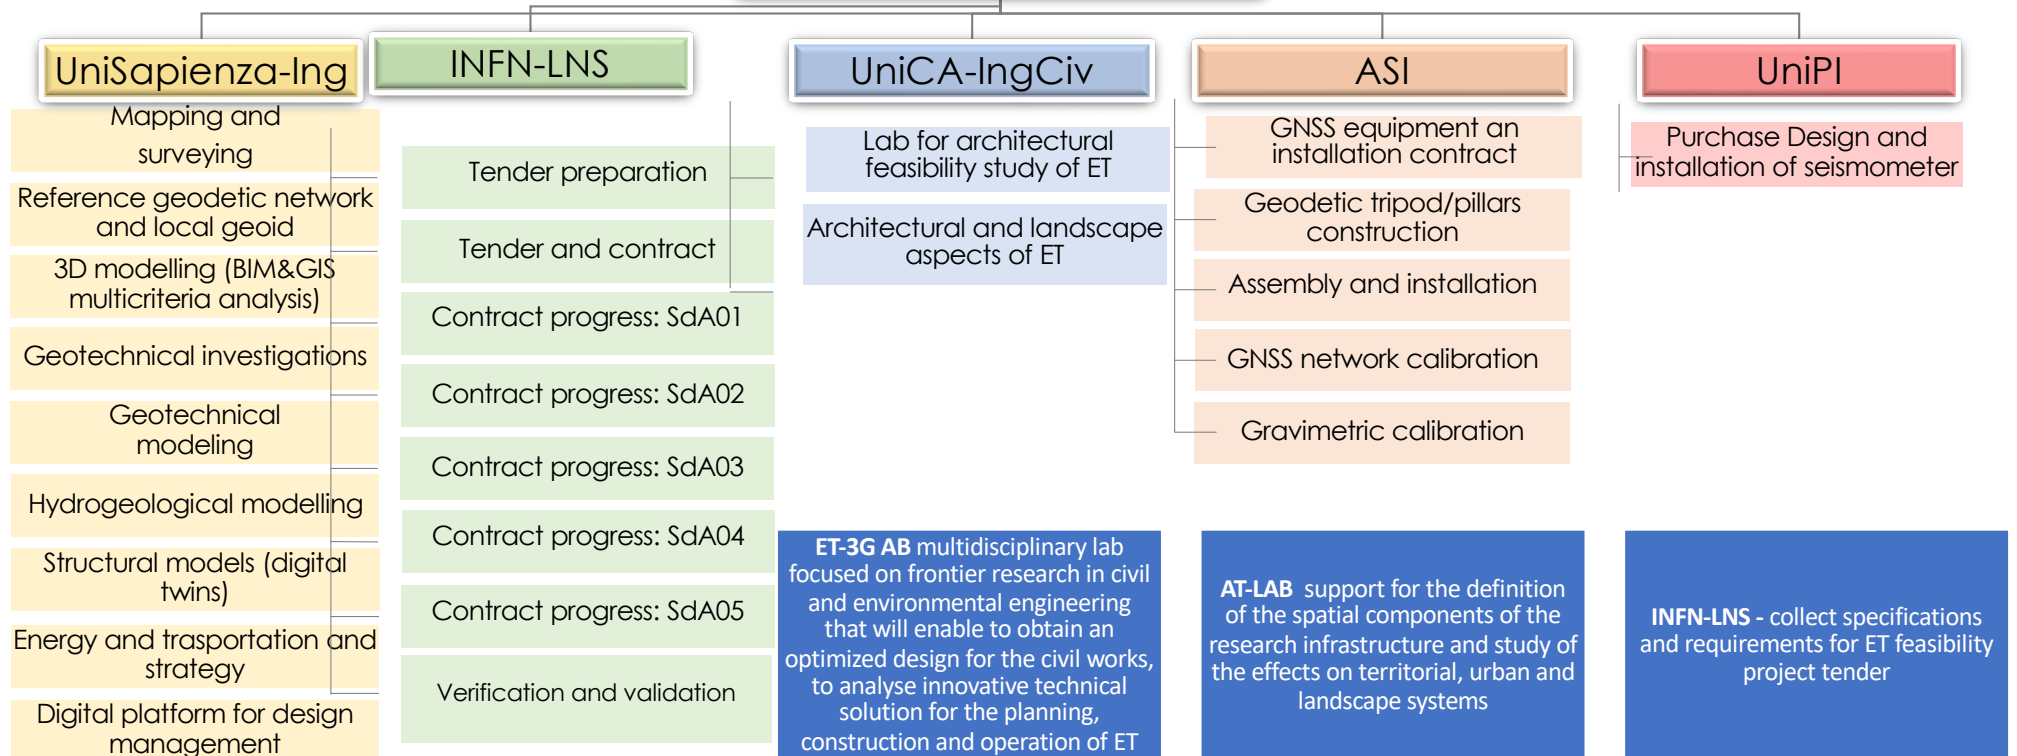 UniSapienza-Ing
Mapping and
surveying
Reference geodetic network
and local geoid
3D modelling (BIM&GIS
multicriteria analysis)
Geotechnical investigations
Geotechnical
modeling
Hydrogeological modelling
Structural models (digital
twins)
Energy and trasportation and
strategy
Digital platform for design
management
INFN-LNS
Tender preparation
Tender and contract
Contract progress: SdA01
Contract progress: SdA02
Contract progress: SdA03
Contract progress: SdA04
Contract progress: SdA05
Verification and validation
UniCA-IngCiv
Lab for architectural
feasibility study of ET
Architectural and landscape
aspects of ET
ASI
GNSS equipment an
installation contract
Geodetic tripod/pillars
construction
Assembly and installation
GNSS network calibration
Gravimetric calibration
UniPI
Purchase Design and
installation of seismometer
ET-3G AB multidisciplinary lab
focused on frontier research in civil
and environmental engineering
that will enable to obtain an
optimized design for the civil works,
to analyse innovative technical
solution for the planning,
construction and operation of ET
AT-LAB support for the definition
of the spatial components of the
research infrastructure and study of
the effects on territorial, urban and
landscape systems
INFN-LNS - collect specifications
and requirements for ET feasibility
project tender